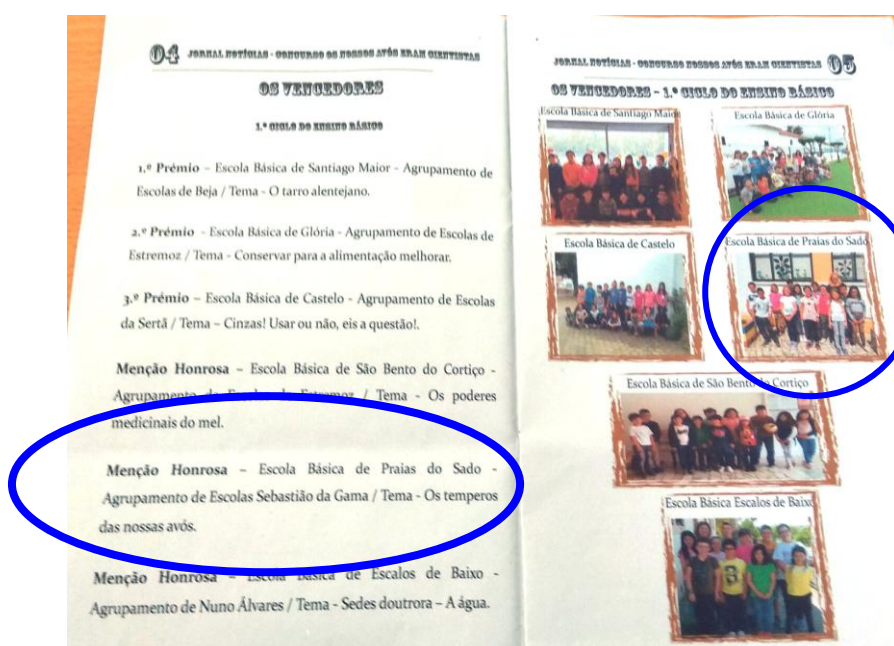 04 JORNAL NOTÍCIAS - CONCURSO OS NOSSOS AVÓS ERAM CIENTISTAS
OS VENCEDORES
1.º CICLO DO ENSINO BÁSICO
1.º Prémio – Escola Básica de Santiago Maior - Agrupamento de
Escolas de Beja / Tema - O tarro alentejano.
2.º Prémio - Escola Básica de Glória - Agrupamento de Escolas de
Estremoz / Tema - Conservar para a alimentação melhorar.
3.º Prémio – Escola Básica de Castelo - Agrupamento de Escolas
da Sertã / Tema – Cinzas! Usar ou não, eis a questão!.
Menção Honrosa – Escola Básica de São Bento do Cortiço -
Agrupamento de Escolas de Estremoz / Tema - Os poderes
medicinais do mel.
Menção Honrosa – Escola Básica de Praias do Sado -
Agrupamento de Escolas Sebastião da Gama / Tema - Os temperos
das nossas avós.
Menção Honrosa – Escola Básica de Escalos de Baixo -
Agrupamento de Nuno Álvares / Tema - Sedes doutrora – A água.
JORNAL NOTÍCIAS - CONCURSO NOSSOS AVÓS ERAM CIENTISTAS 05
OS VENCEDORES – 1.º CICLO DO ENSINO BÁSICO
Escola Básica de Santiago Maior
Escola Básica de Glória
Escola Básica de Castelo
Escola Básica de Praias do Sado
Escola Básica de São Bento do Cortiço
Escola Básica Escalos de Baixo